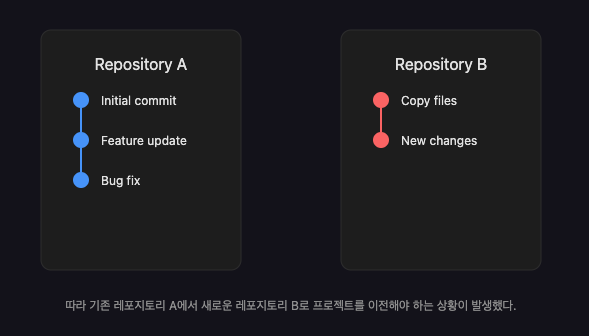 Repository A
Initial commit
Feature update
Bug fix
Repository B
Copy files
New changes
따라 기존 레포지토리 A에서 새로운 레포지토리 B로 프로젝트를 이전해야 하는 상황이 발생했다.